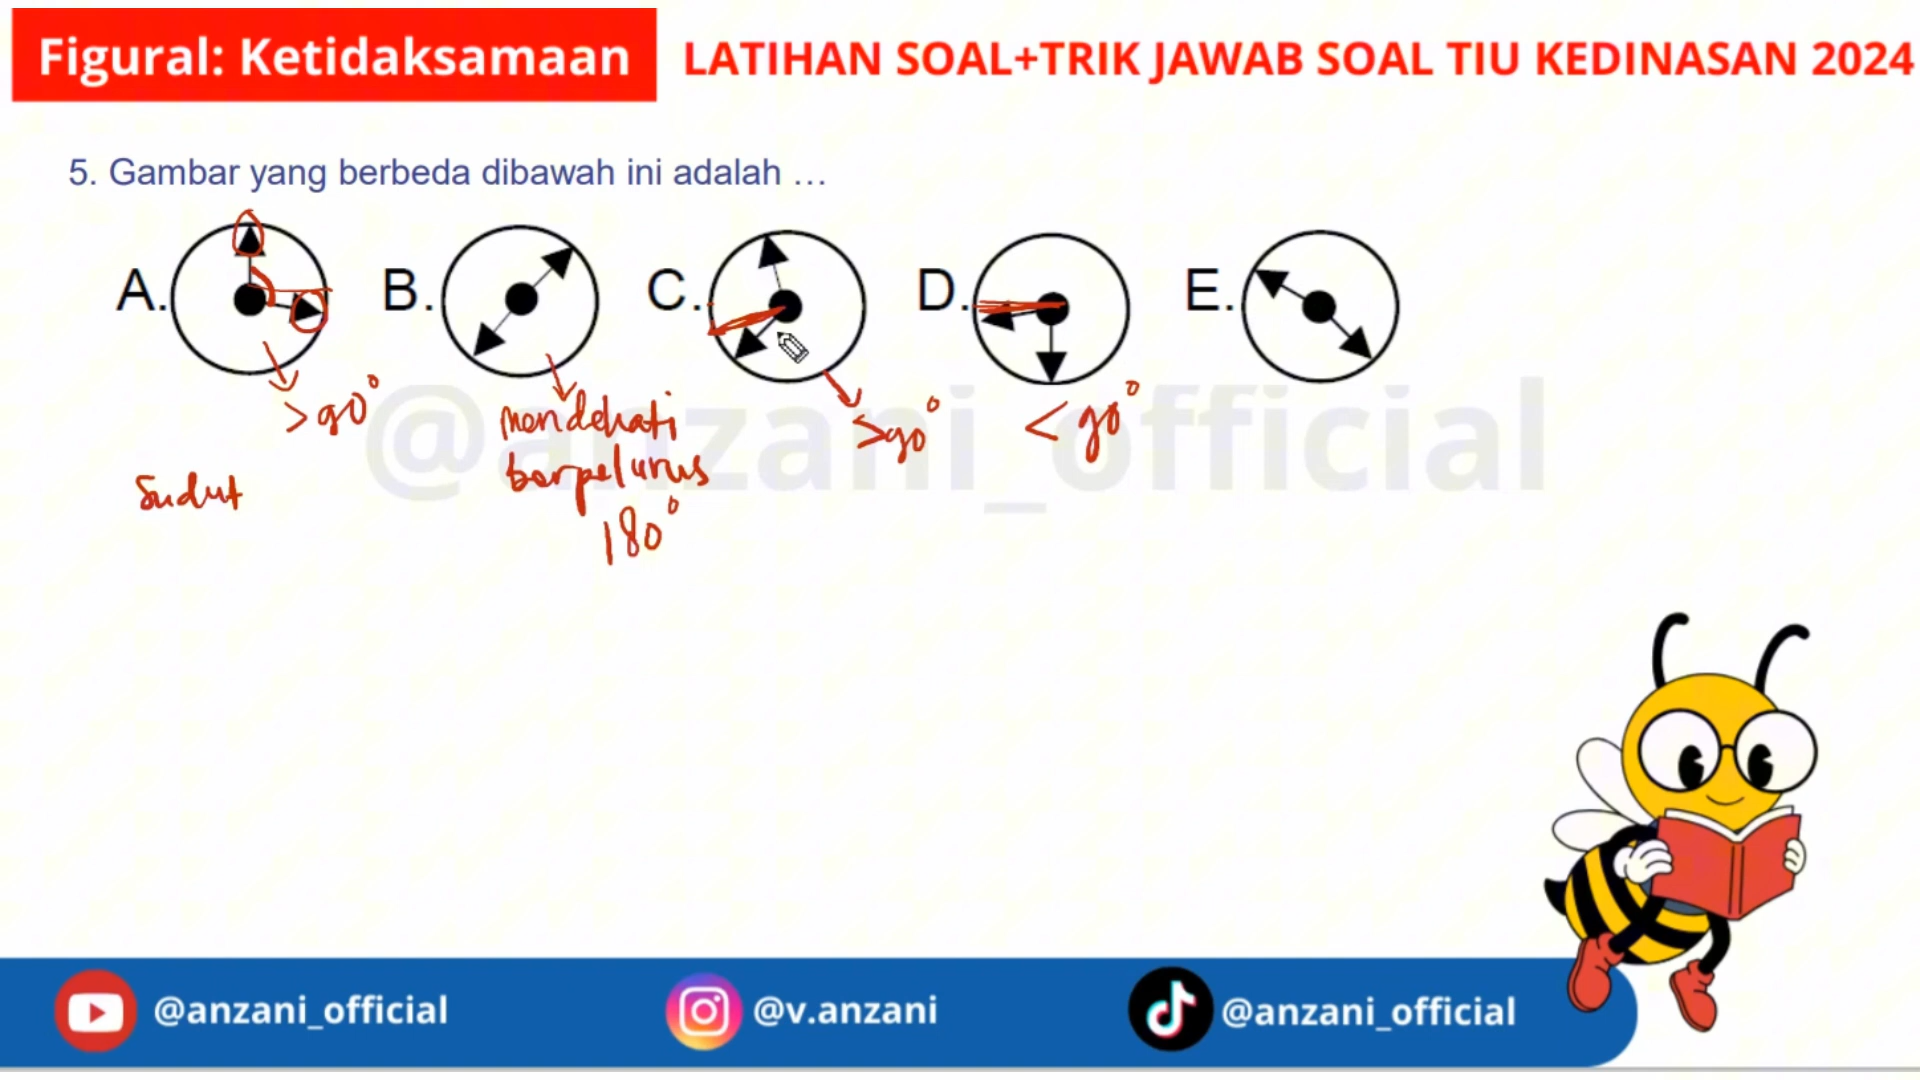 Figural: Ketidaksamaan
LATIHAN SOAL+TRIK JAWAB SOAL TIU KEDINASAN 2024
5. Gambar yang berbeda dibawah ini adalah …
A. B. C. D. E.
> 90°
mendekati
berpelurus
180°
> 90°
< 90°
Sudut
@anzani_official
@anzani_official
@v.anzani
@anzani_official